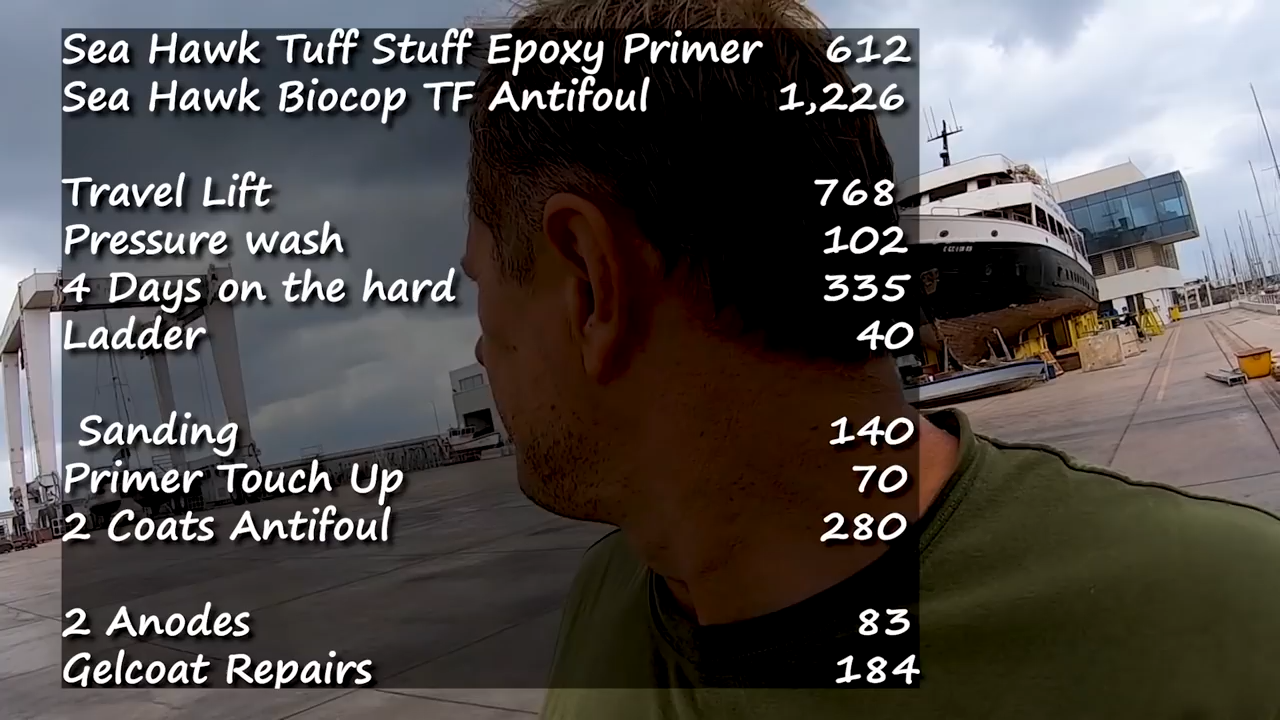 Sea Hawk Tuff Stuff Epoxy Primer 612
Sea Hawk Biocop TF Antifoul 1,226
Travel Lift 768
Pressure wash 102
4 Days on the hard 335
Ladder 40
Sanding 140
Primer Touch Up 70
2 Coats Antifoul 280
2 Anodes 83
Gelcoat Repairs 184